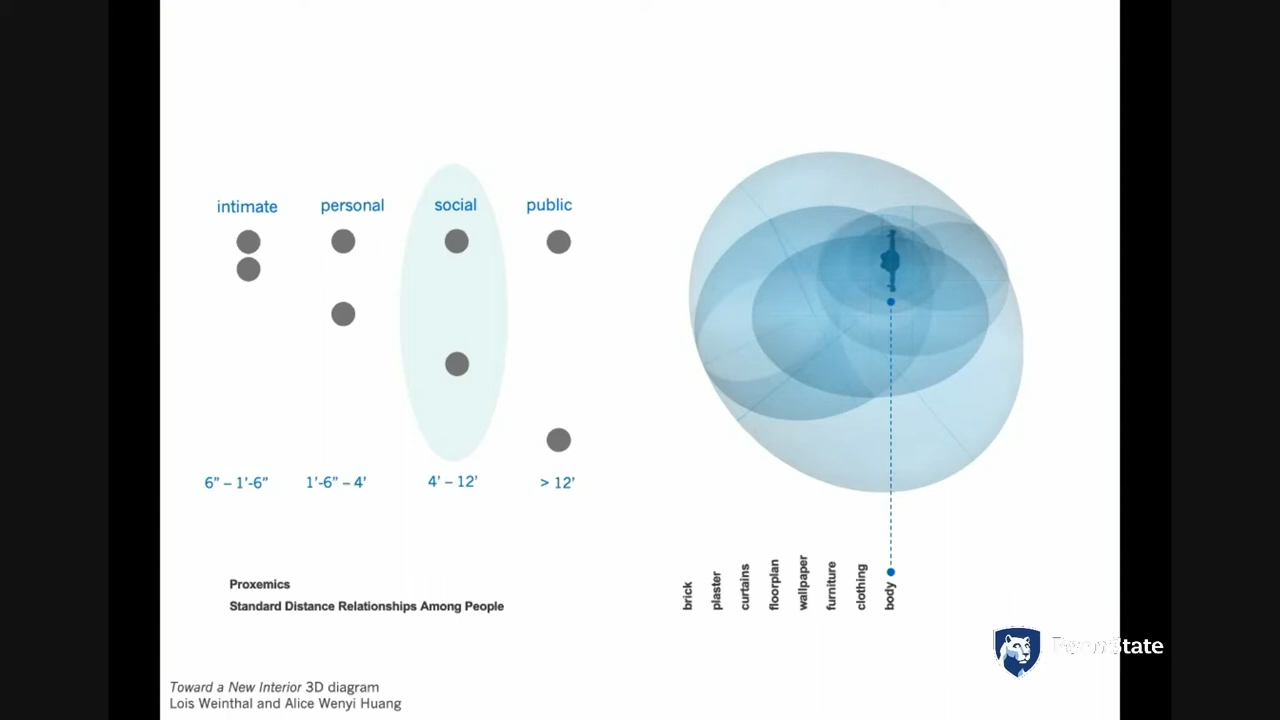 intimate personal social public
6” – 1’-6” 1’-6” – 4’ 4’ – 12’ > 12’
Proxemics
Standard Distance Relationships Among People
brick
plaster
curtains
floorplan
wallpaper
furniture
clothing
body
PennState
Toward a New Interior 3D diagram
Lois Weinthal and Alice Wenyi Huang